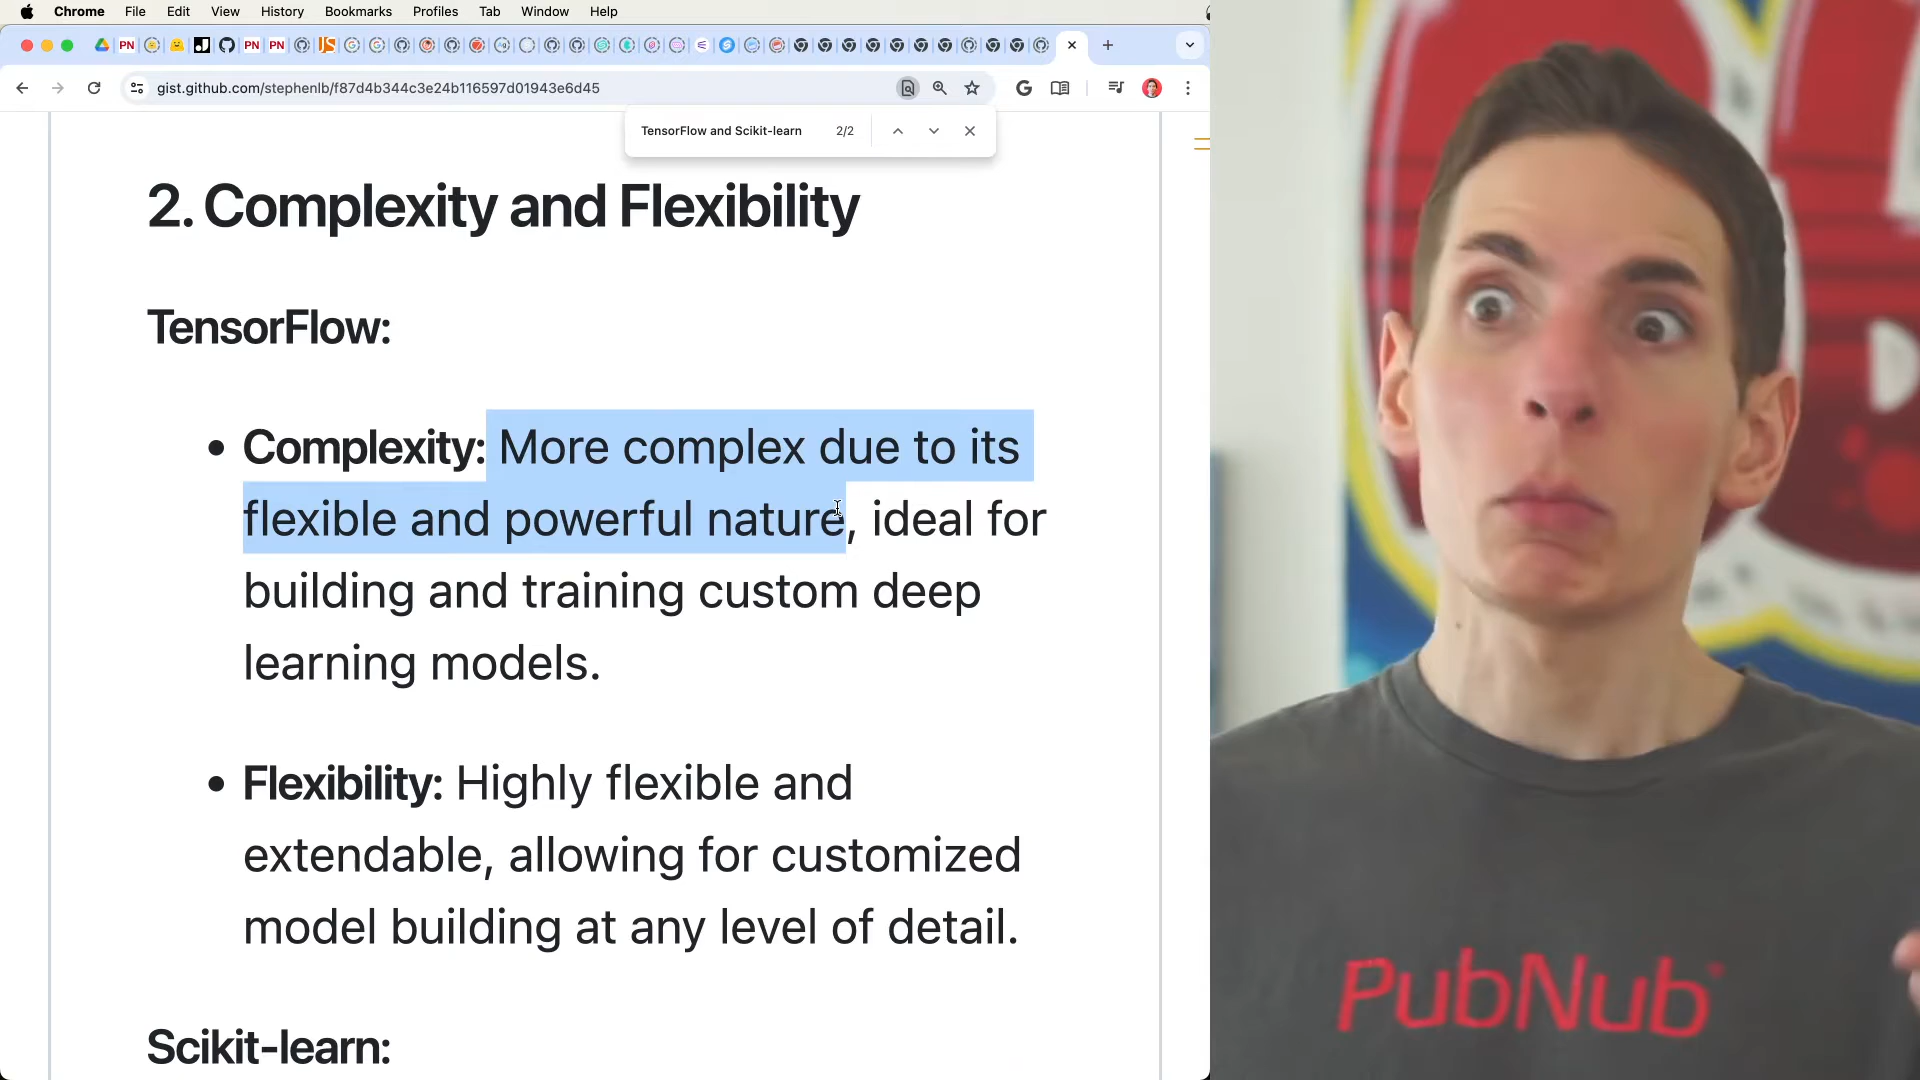 Chrome File Edit View History Bookmarks Profiles Tab Window Help
gist.github.com/stephenlb/f87d4b344c3e24b116597d01943e6d45
TensorFlow and Scikit-learn 2/2
2. Complexity and Flexibility
TensorFlow:
• Complexity: More complex due to its
flexible and powerful nature, ideal for
building and training custom deep
learning models.
• Flexibility: Highly flexible and
extendable, allowing for customized
model building at any level of detail.
Scikit-learn:
PubNub